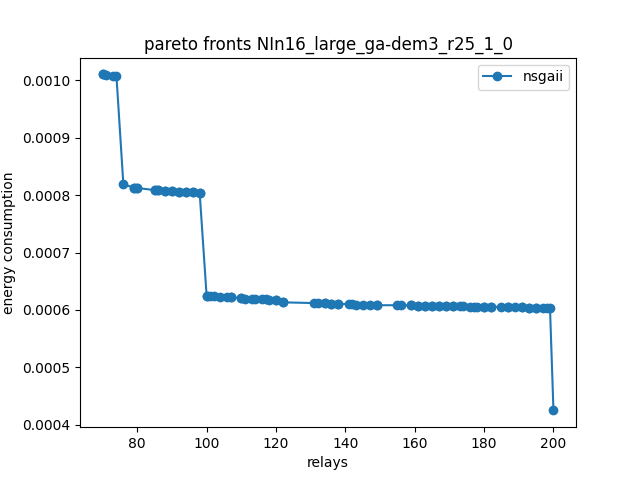 pareto fronts NIn16_large_ga-dem3_r25_1_0
nsgaii
0.0010
0.0009
0.0008
0.0007
0.0006
0.0005
0.0004
energy consumption
80 100 120 140 160 180 200
relays